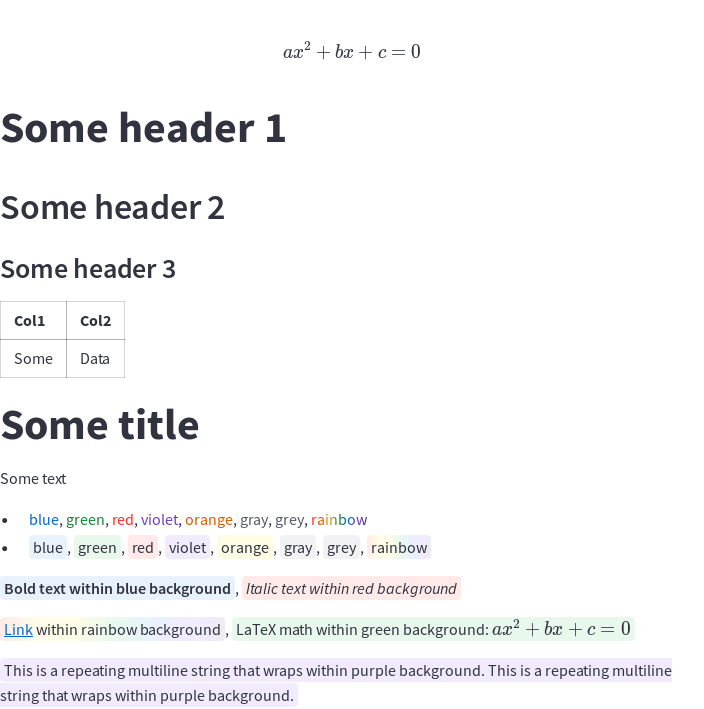 ax² + bx + c = 0
Some header 1
Some header 2
Some header 3
Col1 Col2
Some Data
Some title
Some text
• blue, green, red, violet, orange, gray, grey, rainbow
• blue , green , red , violet , orange , gray , grey , rainbow
Bold text within blue background , Italic text within red background
Link within rainbow background , LaTeX math within green background: ax² + bx + c = 0
This is a repeating multiline string that wraps within purple background. This is a repeating multiline
string that wraps within purple background.